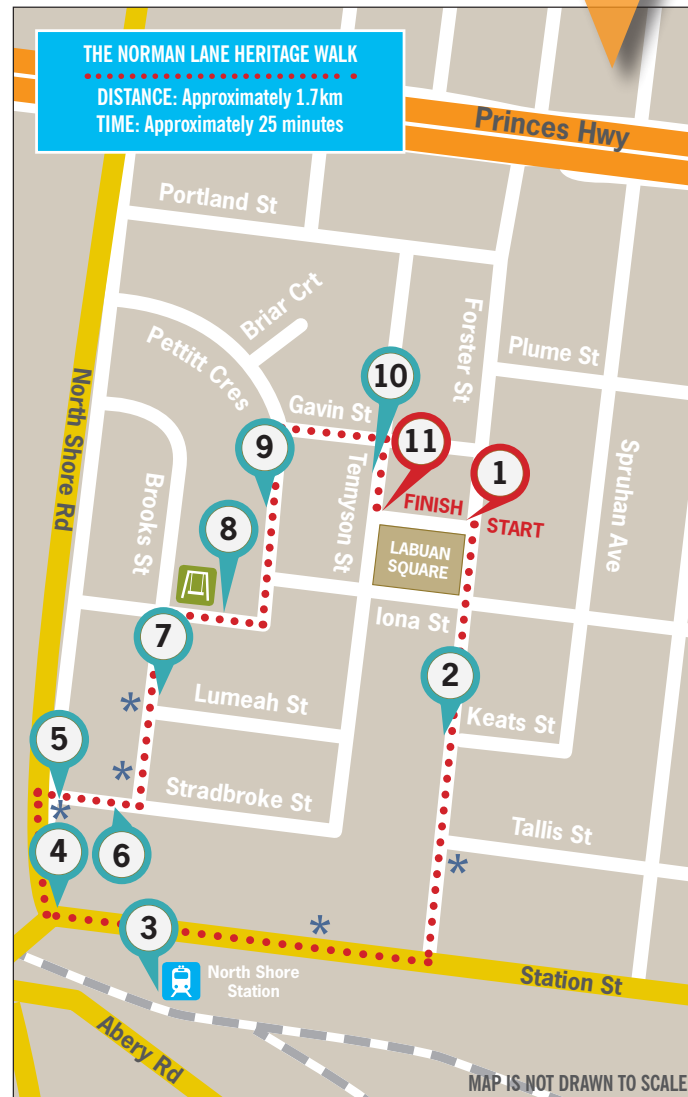 THE NORMAN LANE HERITAGE WALK
DISTANCE: Approximately 1.7km
TIME: Approximately 25 minutes
Princes Hwy
Portland St
Briar Crt
Pettitt Cres
Forster St
Plume St
North Shore Rd
10
Gavin St
11
9
1
Tennyson St
Spruhan Ave
Brooks St
FINISH
START
8
LABUAN
SQUARE
Iona St
7
2
Lumeah St
Keats St
5
Stradbroke St
Tallis St
4
6
*
*
*
*
*
3
North Shore
Station
Station St
Abery Rd
MAP IS NOT DRAWN TO SCALE